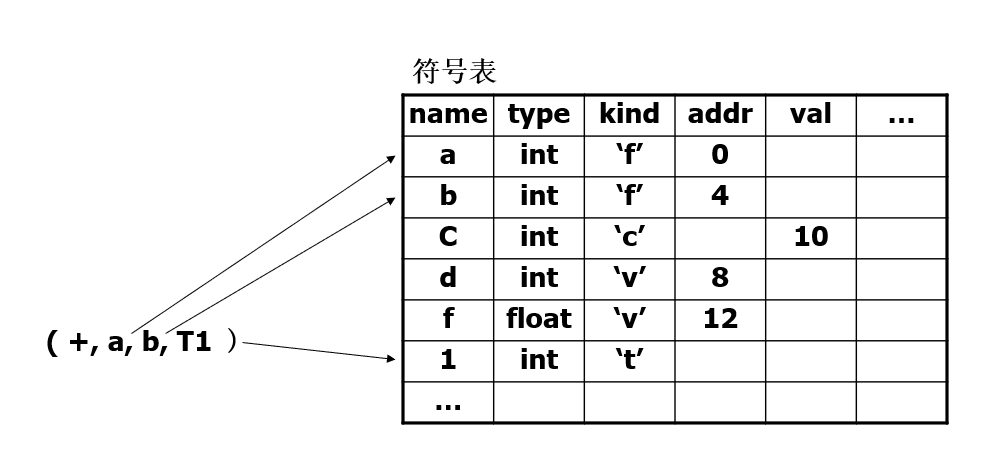 符号表
name type kind addr val ...
a int ‘f’ 0
b int ‘f’ 4
C int ‘c’ 10
d int ‘v’ 8
f float ‘v’ 12
( +, a, b, T1 ）
1 int ‘t’
...